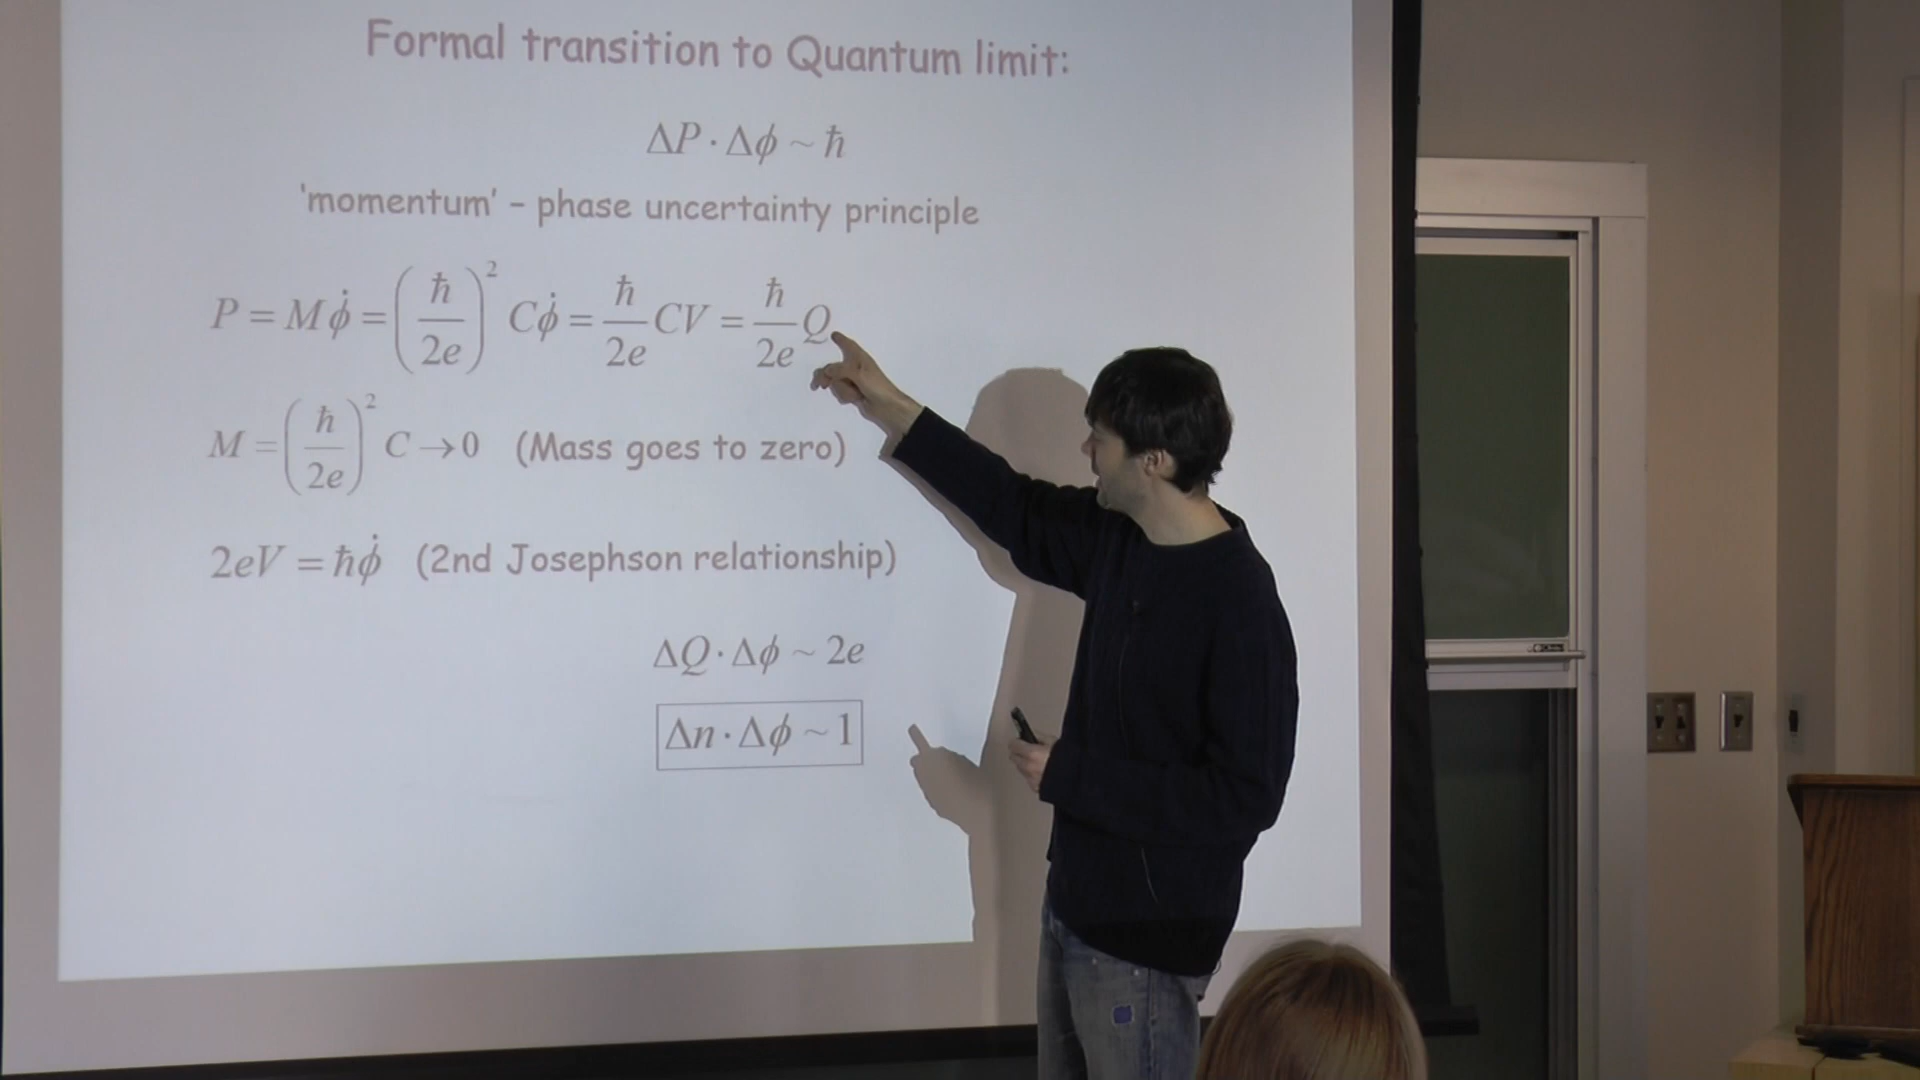 Formal transition to Quantum limit:
ΔP · Δϕ ~ ħ
'momentum' – phase uncertainty principle
P = Mϕ̇ = (ħ/2e)² Cϕ̇ = ħ/2e CV = ħ/2e Q
M = (ħ/2e)² C → 0 (Mass goes to zero)
2eV = ħϕ̇ (2nd Josephson relationship)
ΔQ · Δϕ ~ 2e
Δn · Δϕ ~ 1